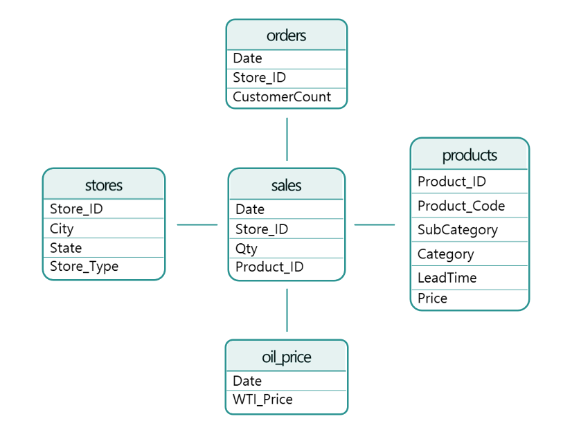 orders
Date
Store_ID
CustomerCount
stores
Store_ID
City
State
Store_Type
sales
Date
Store_ID
Qty
Product_ID
products
Product_ID
Product_Code
SubCategory
Category
LeadTime
Price
oil_price
Date
WTI_Price